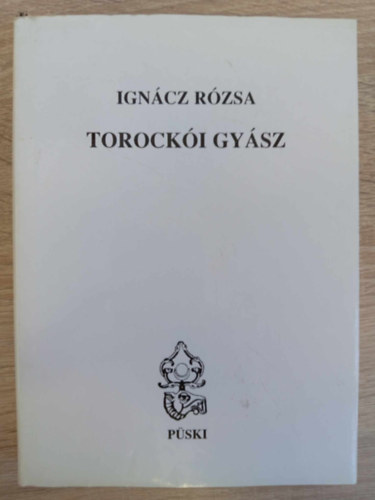 IGNÁCZ RÓZSA
TOROCKÓI GYÁSZ
PÜSKI